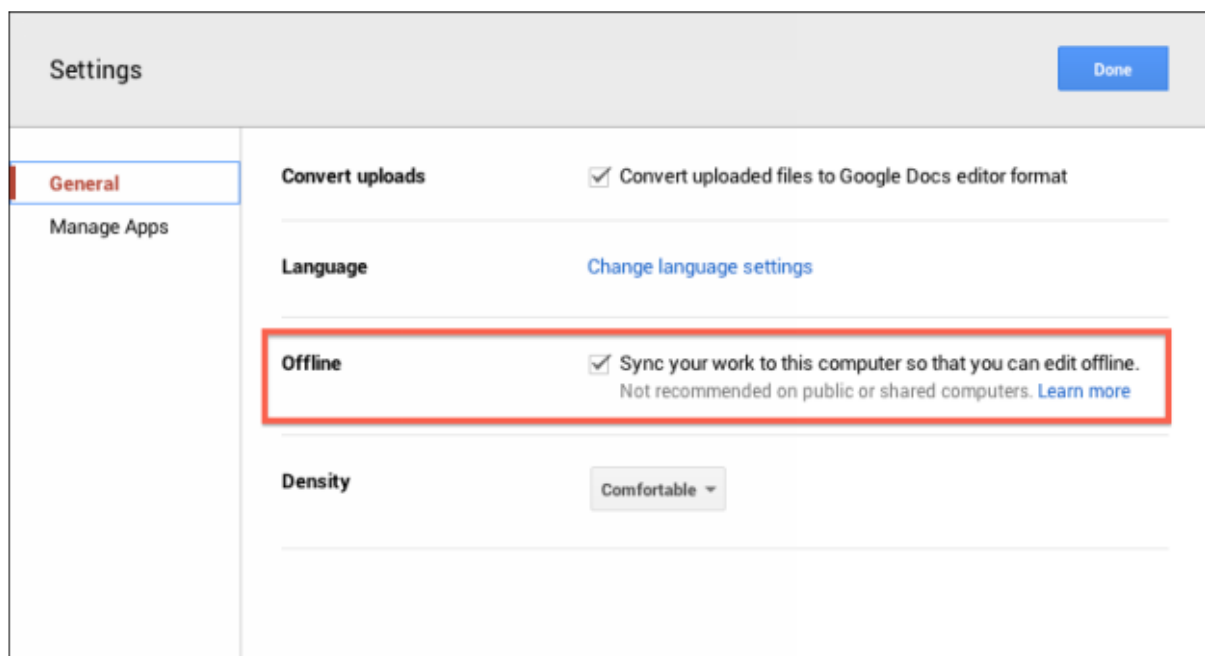 Settings
Done
General
Manage Apps
Convert uploads
Convert uploaded files to Google Docs editor format
Language
Change language settings
Offline
Sync your work to this computer so that you can edit offline.
Not recommended on public or shared computers. Learn more
Density
Comfortable